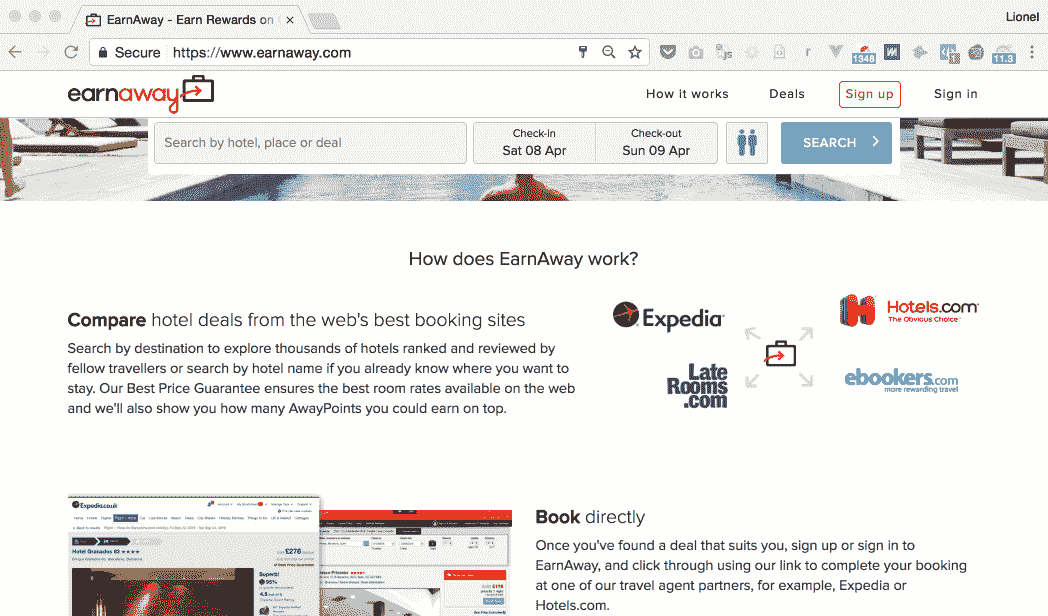 Lionel
EarnAway - Earn Rewards on
Secure https://www.earnaway.com
1348
1
11.3
earnaway
How it works Deals Sign up Sign in
Search by hotel, place or deal
Check-in
Sat 08 Apr
Check-out
Sun 09 Apr
SEARCH
How does EarnAway work?
Compare hotel deals from the web's best booking sites
Search by destination to explore thousands of hotels ranked and reviewed by
fellow travellers or search by hotel name if you already know where you want to
stay. Our Best Price Guarantee ensures the best room rates available on the web
and we'll also show you how many AwayPoints you could earn on top.
Expedia
Hotels.com
The Obvious Choice
Late
Rooms
.com
ebookers.com
more rewarding travel
Expedia.co.uk
Hotel Granados 83
£278
Superb!
Book directly
Once you've found a deal that suits you, sign up or sign in to
EarnAway, and click through using our link to complete your booking
at one of our travel agent partners, for example, Expedia or
Hotels.com.